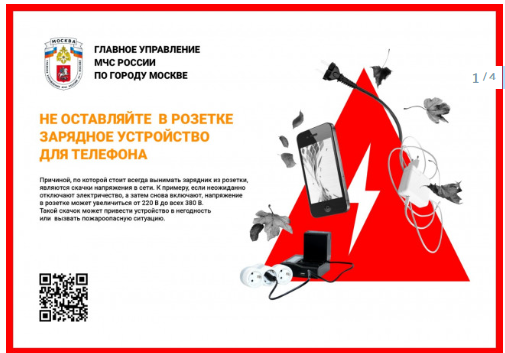 МОСКВА
ГЛАВНОЕ УПРАВЛЕНИЕ
МЧС РОССИИ
ПО ГОРОДУ МОСКВЕ
1 / 4
НЕ ОСТАВЛЯЙТЕ В РОЗЕТКЕ
ЗАРЯДНОЕ УСТРОЙСТВО
ДЛЯ ТЕЛЕФОНА
Причиной, по которой стоит всегда вынимать зарядник из розетки,
являются скачки напряжения в сети. К примеру, если неожиданно
отключают электричество, а затем снова включают, напряжение
в розетке может увеличиться от 220 В до всех 380 В.
Такой скачок может привести устройство в негодность
или вызвать пожароопасную ситуацию.